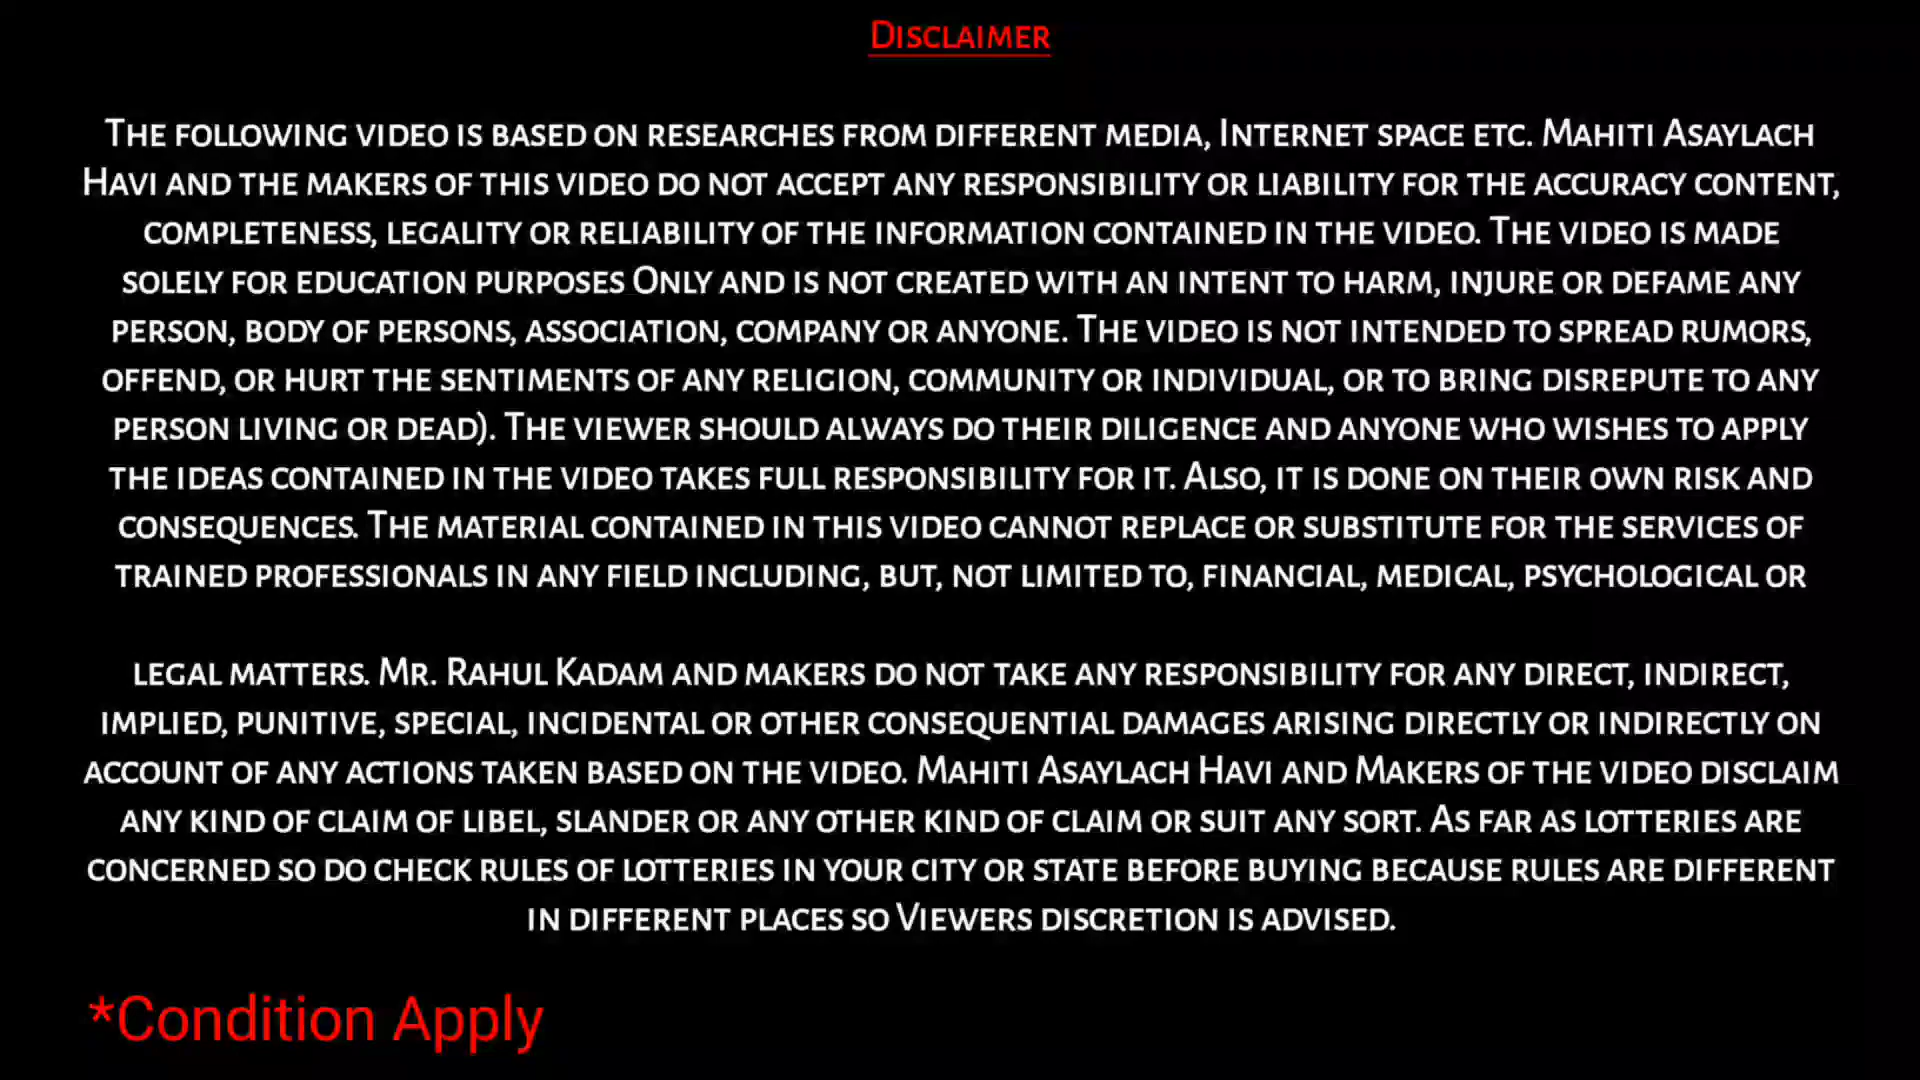 Disclaimer
The following video is based on researches from different media, Internet space etc. Mahiti Asaylach
Havi and the makers of this video do not accept any responsibility or liability for the accuracy content,
completeness, legality or reliability of the information contained in the video. The video is made
solely for education purposes Only and is not created with an intent to harm, injure or defame any
person, body of persons, association, company or anyone. The video is not intended to spread rumors,
offend, or hurt the sentiments of any religion, community or individual, or to bring disrepute to any
person living or dead). The viewer should always do their diligence and anyone who wishes to apply
the ideas contained in the video takes full responsibility for it. Also, it is done on their own risk and
consequences. The material contained in this video cannot replace or substitute for the services of
trained professionals in any field including, but, not limited to, financial, medical, psychological or
legal matters. Mr. Rahul Kadam and makers do not take any responsibility for any direct, indirect,
implied, punitive, special, incidental or other consequential damages arising directly or indirectly on
account of any actions taken based on the video. Mahiti Asaylach Havi and Makers of the video disclaim
any kind of claim of libel, slander or any other kind of claim or suit any sort. As far as lotteries are
concerned so do check rules of lotteries in your city or state before buying because rules are different
in different places so Viewers discretion is advised.
*Condition Apply